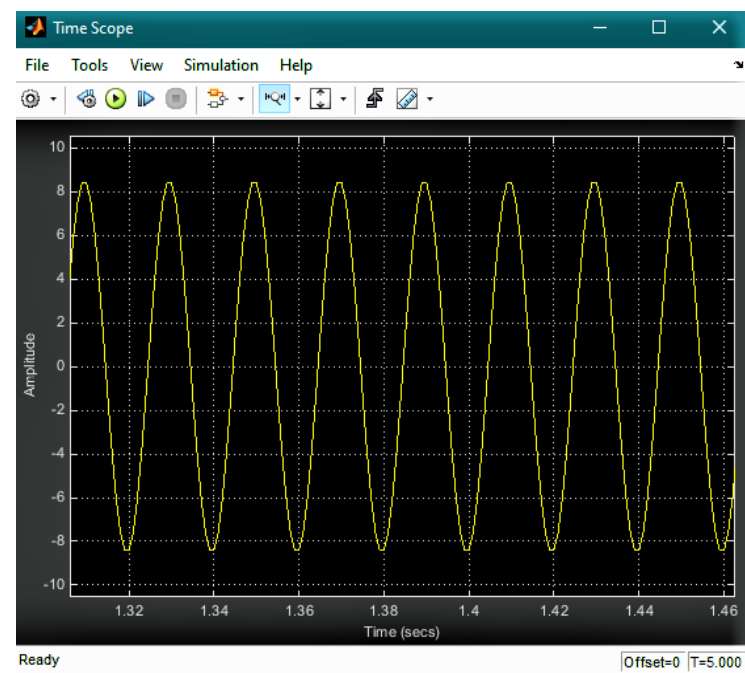 Time Scope
File Tools View Simulation Help
10
8
6
4
2
0
-2
-4
-6
-8
-10
Amplitude
1.32 1.34 1.36 1.38 1.4 1.42 1.44 1.46
Time (secs)
Ready Offset=0 T=5.000